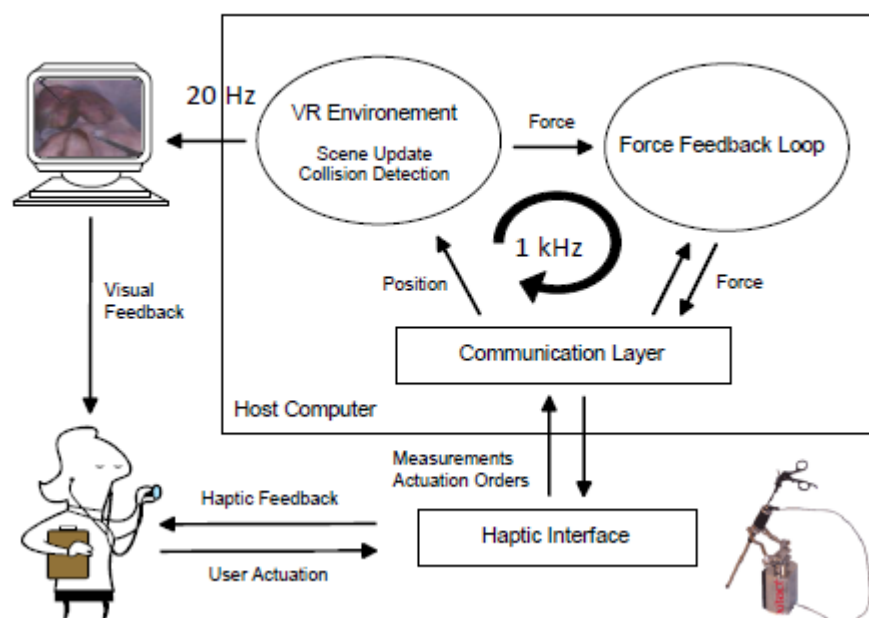 20 Hz
VR Environement
Scene Update
Collision Detection
Force
Force Feedback Loop
1 kHz
Position
Force
Visual
Feedback
Communication Layer
Host Computer
Measurements
Actuation Orders
Haptic Feedback
Haptic Interface
User Actuation